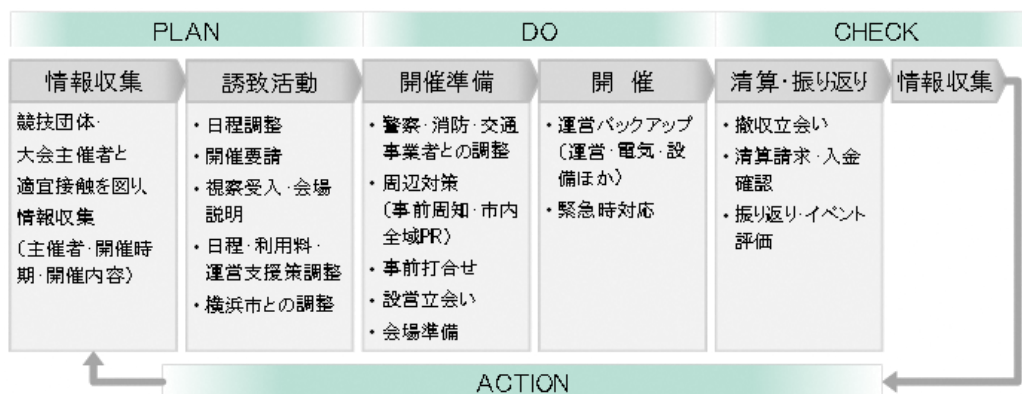 PLAN
DO
CHECK
情報収集
誘致活動
開催準備
開 催
清算・振り返り
情報収集
競技団体・
大会主催者と
適宜接触を図り、
情報収集
(主催者・開催時
期・開催内容)
・日程調整
・開催要請
・視察受入・会場
説明
・日程・利用料・
運営支援策調整
・横浜市との調整
・警察・消防・交通
事業者との調整
・周辺対策
(事前周知・市内
全域PR)
・事前打合せ
・設営立会い
・会場準備
・運営バックアップ
(運営・電気・設
備ほか)
・緊急時対応
・撤収立会い
・清算請求・入金
確認
・振り返り・イベント
評価
ACTION